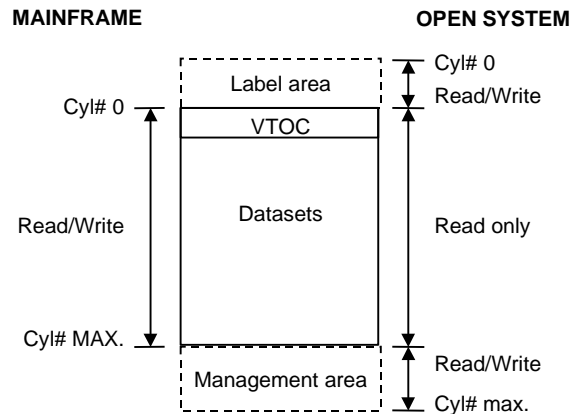 MAINFRAME
OPEN SYSTEM
Cyl# 0
Label area
Read/Write
Cyl# 0
VTOC
Datasets
Read/Write
Read only
Cyl# MAX.
Read/Write
Management area
Cyl# max.